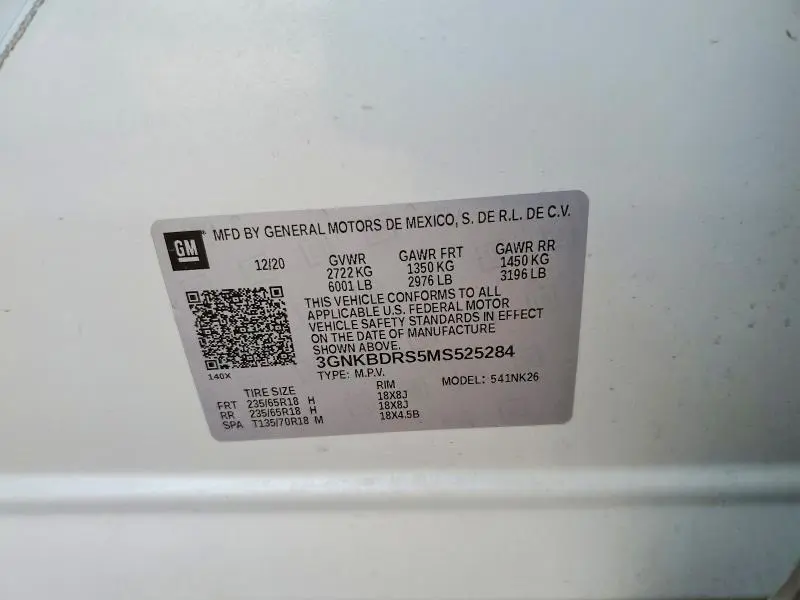 GM
MFD BY GENERAL MOTORS DE MEXICO, S. DE R.L. DE C.V.
12/20 GVWR GAWR FRT GAWR RR
2722 KG 1350 KG 1450 KG
6001 LB 2976 LB 3196 LB
THIS VEHICLE CONFORMS TO ALL
APPLICABLE U.S. FEDERAL MOTOR
VEHICLE SAFETY STANDARDS IN EFFECT
ON THE DATE OF MANUFACTURE
SHOWN ABOVE.
3GNKBDRS5MS525284
140X
TYPE: M.P.V. MODEL: 541NK26
TIRE SIZE RIM
FRT 235/65R18 H 18X8J
RR 235/65R18 H 18X8J
SPA T135/70R18 M 18X4.5B